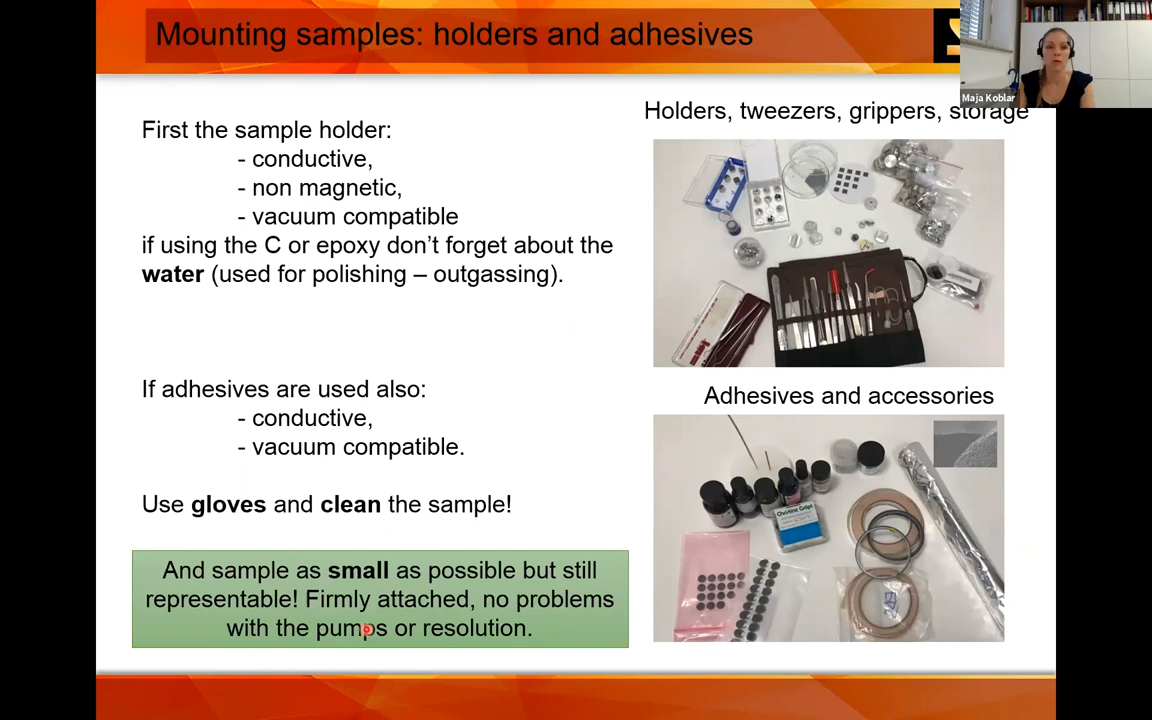 Mounting samples: holders and adhesives
Maja Koblar
Holders, tweezers, grippers, storage
First the sample holder:
- conductive,
- non magnetic,
- vacuum compatible
if using the C or epoxy don't forget about the
water (used for polishing – outgassing).
If adhesives are used also:
- conductive,
- vacuum compatible.
Use gloves and clean the sample!
And sample as small as possible but still
representable! Firmly attached, no problems
with the pumps or resolution.
Adhesives and accessories